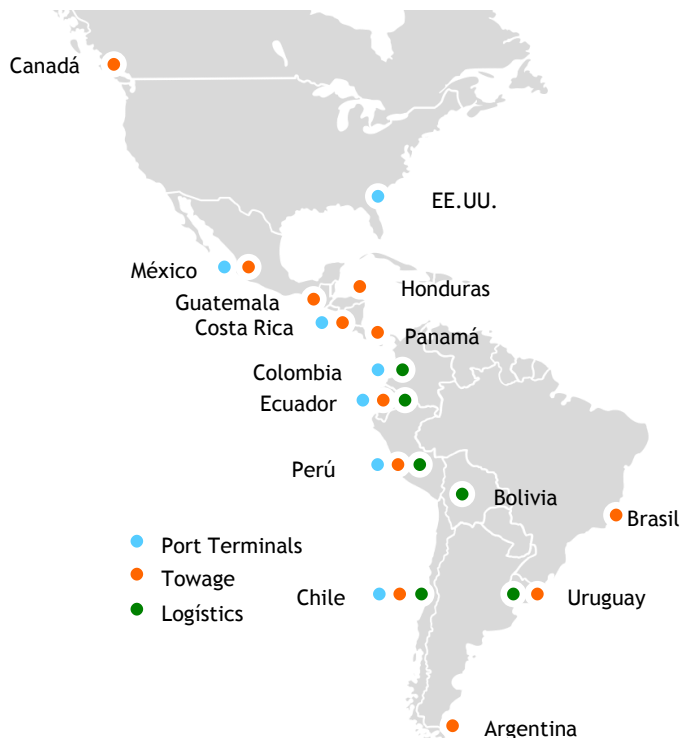 Canadá
EE.UU.
México
Honduras
Guatemala
Costa Rica
Panamá
Colombia
Ecuador
Perú
Bolivia
Brasil
Port Terminals
Towage
Chile
Uruguay
Logístics
Argentina